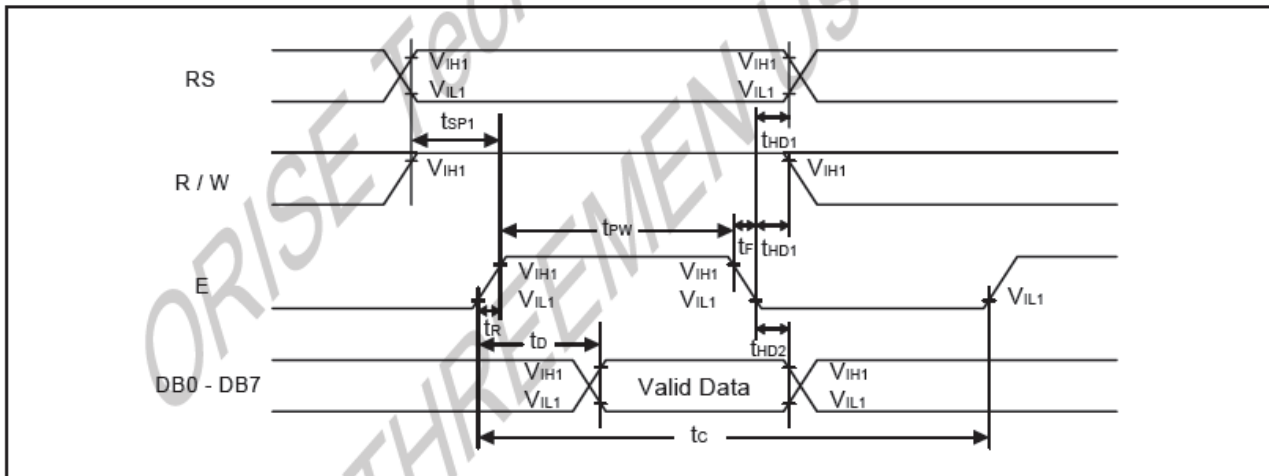 ORISE Tech
THREEMEN Us
RS
VIH1
VIL1
VIH1
VIL1
tSP1
tHD1
R / W
VIH1
VIH1
tPW
tF
tHD1
E
VIH1
VIL1
VIH1
VIL1
VIL1
tR
tD
tHD2
DB0 - DB7
VIH1
VIL1
Valid Data
VIH1
VIL1
tC